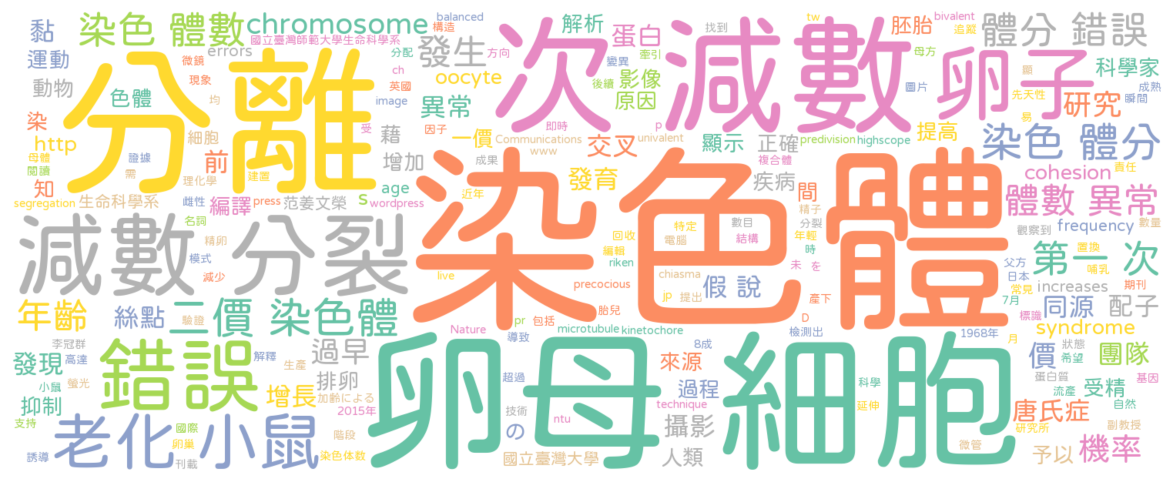 balanced
構造
bivalent
tw
找到
追蹤
黏
染色 體數
chromosome
解析
蛋白
胚胎
體分 錯誤
國立臺灣師範大學生命科學系
分配
方向
母方
運動
微鏡
errors
發生
變異
牽引
次 減數
卵子
科學家
動物
現象
ch
英國
oocyte
後續
影像
圖片
顯
成熟
色體
分離
image
異常
原因
先天性
研究
瞬間
染
均
受
因子
即時
p
易
http
細胞
藉
一價
Communications
univalent
交叉
顯示
正確
predivision
highscope
提高
染色 體分
母體
證據
前
增加
成果
www
複合體
責任
閱讀
需
理化學
建置
疾病
cohesion
知
age
發育
間
segregation
生命科學系
雌性
編譯
press
范姜文榮
s
wordpress
近年
特定
數目
精子
體數 異常
名詞
染色體
回收
電腦
結構
分裂
年輕
frequency
數量
減數 分裂
精卵
編輯
時
觀察到
置換
模式
live
riken
未
を
父方
哺乳
第一 次
減少
precocious
chiasma
jp
提出
假 說
日本
常見
期刊
年齡
二價 染色體
絲點
胎兒
產下
D
7月
標識
increases
同源
配子
李冠群
驗證
Nature
pr
包括
microtubule
kinetochore
檢測出
1968年
月
syndrome
發現
高達
錯誤
解釋
生產
過早
導致
8成
卵母 細胞
價
狀態
希望
團隊
小鼠
螢光
排卵
超過
來源
科學
蛋白質
基因
抑制
增長
加齡による
過程
受精
流產
自然
2015年
technique
延伸
唐氏症
支持
老化 小鼠
國際
技術
ntu
の
攝影
研究所
副教授
卵巢
階段
誘導
刊載
染色体数
國立臺灣大學
人類
微管
予以
機率